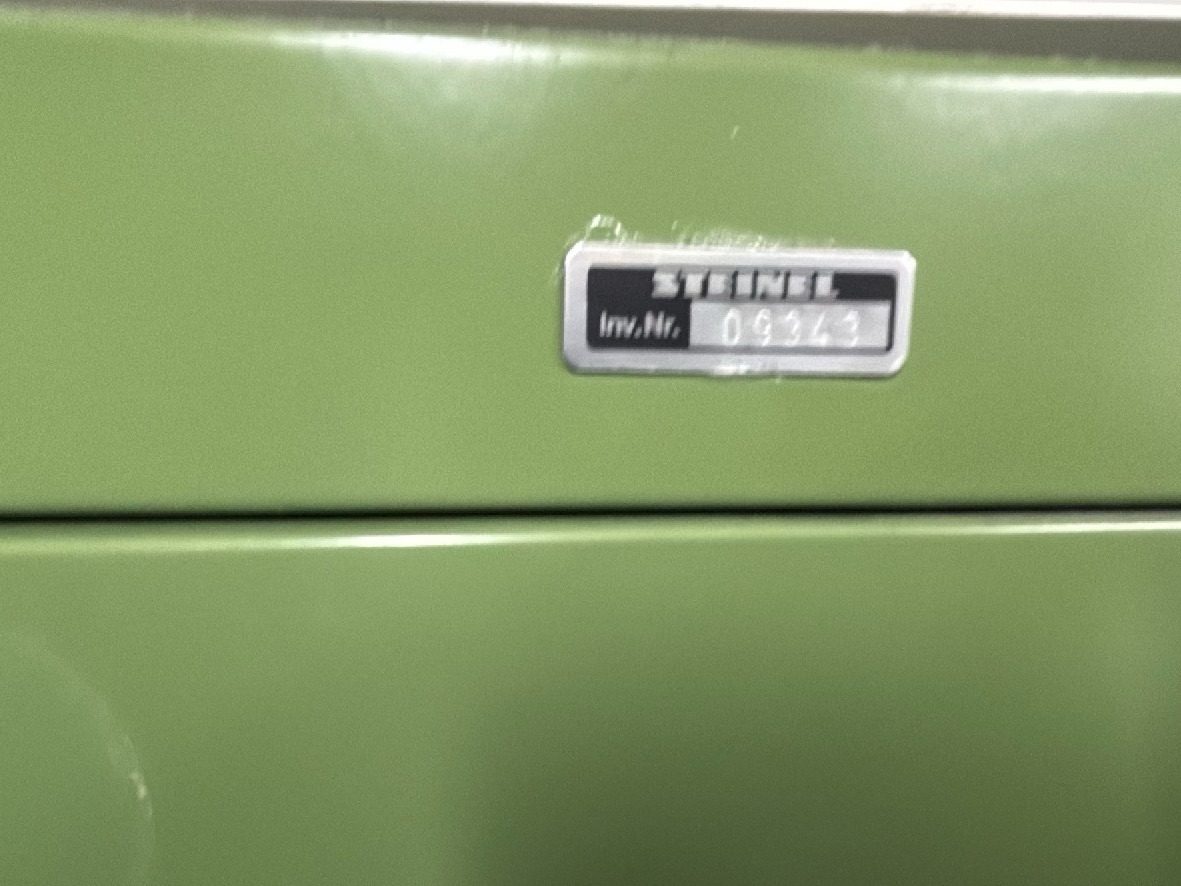 STEINEL
Inv.Nr. 09343